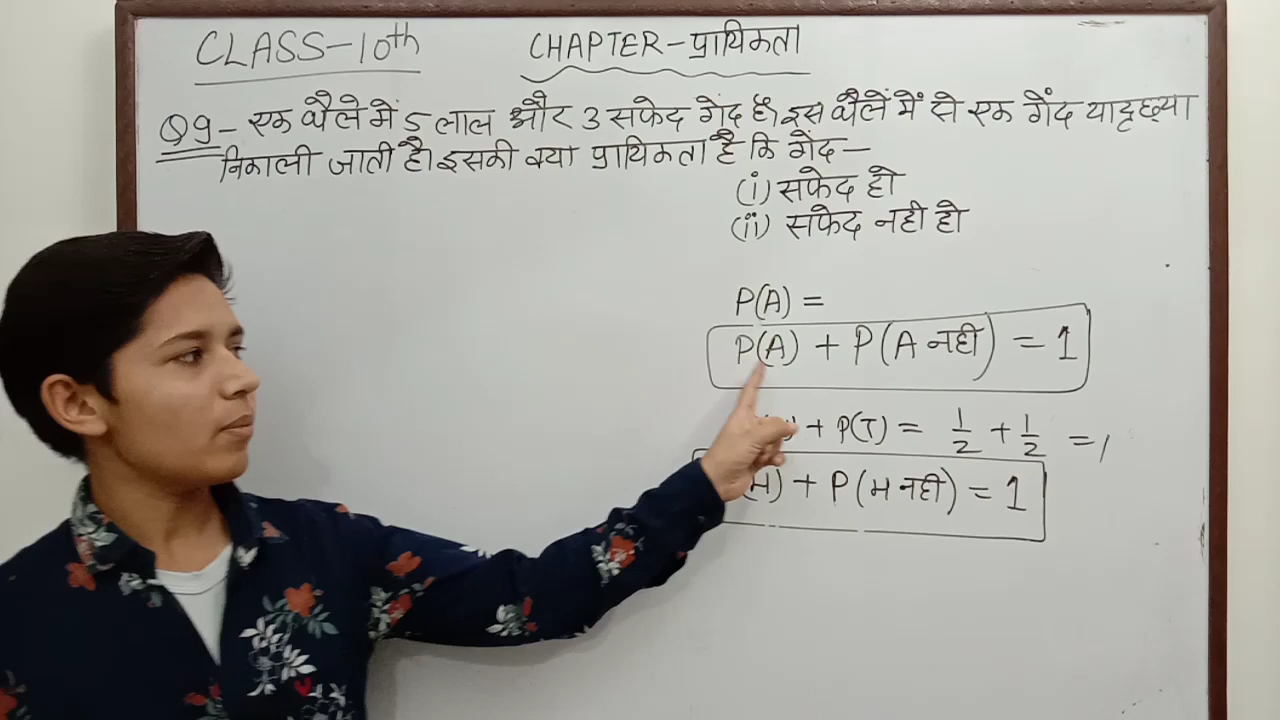 CLASS-10th CHAPTER-प्रायिकता
Q9- एक थैले में 5 लाल और 3 सफेद गेंद है, इस थैलें में से एक गेंद यादृच्छया
निकाली जाती है। इसकी क्या प्रायिकता है कि गेंद-
(i) सफेद हो
(ii) सफेद नही हो
P(A) =
P(A) + P(A नही) = 1
+ P(T) = 1/2 + 1/2 = 1
(H) + P(H नही) = 1